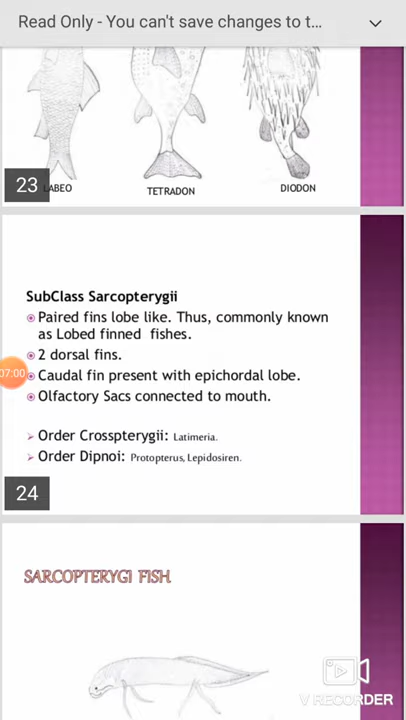 Read Only - You can't save changes to t...
23
LABEO
TETRADON
DIODON
SubClass Sarcopterygii
Paired fins lobe like. Thus, commonly known
as Lobed finned fishes.
2 dorsal fins.
07:00
Caudal fin present with epichordal lobe.
Olfactory Sacs connected to mouth.
Order Crosspterygii: Latimeria.
Order Dipnoi: Protopterus, Lepidosiren.
24
SARCOPTERYGI FISH
V RECORDER